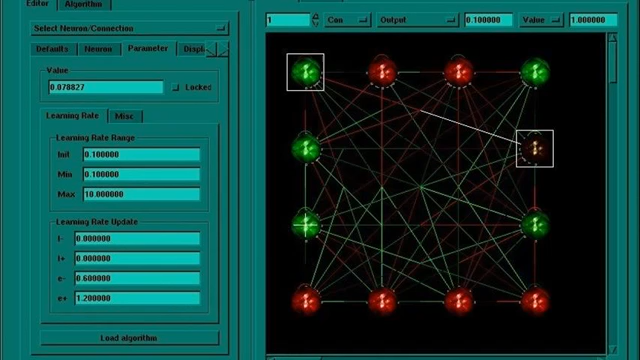 Editor Algorithm
Select Neuron/Connection
Defaults Neuron Parameter Displ
Value
0.078827 Locked
Learning Rate Misc
Learning Rate Range
Init 0.100000
Min 0.100000
Max 10.000000
Learning Rate Update
l- 0.000000
l+ 0.000000
e- 0.600000
e+ 1.200000
Load algorithm
1 Con Output 0.100000 Value 1.000000